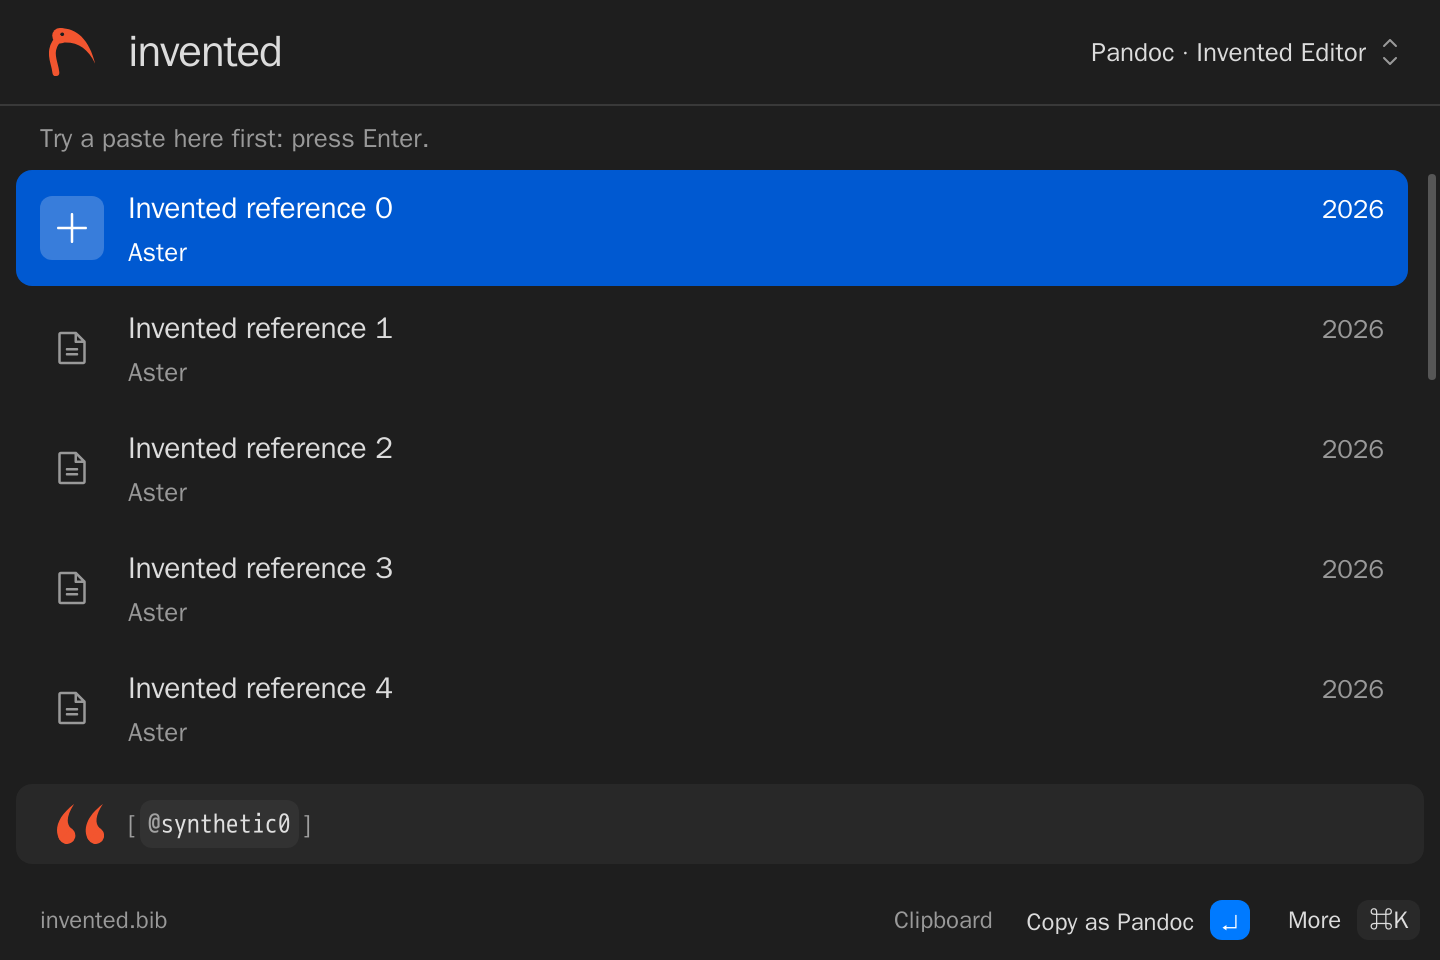 invented
Pandoc · Invented Editor
Try a paste here first: press Enter.
Invented reference 0
2026
Aster
Invented reference 1
2026
Aster
Invented reference 2
2026
Aster
Invented reference 3
2026
Aster
Invented reference 4
2026
Aster
[ @synthetic0 ]
invented.bib
Clipboard
Copy as Pandoc
More
⌘K